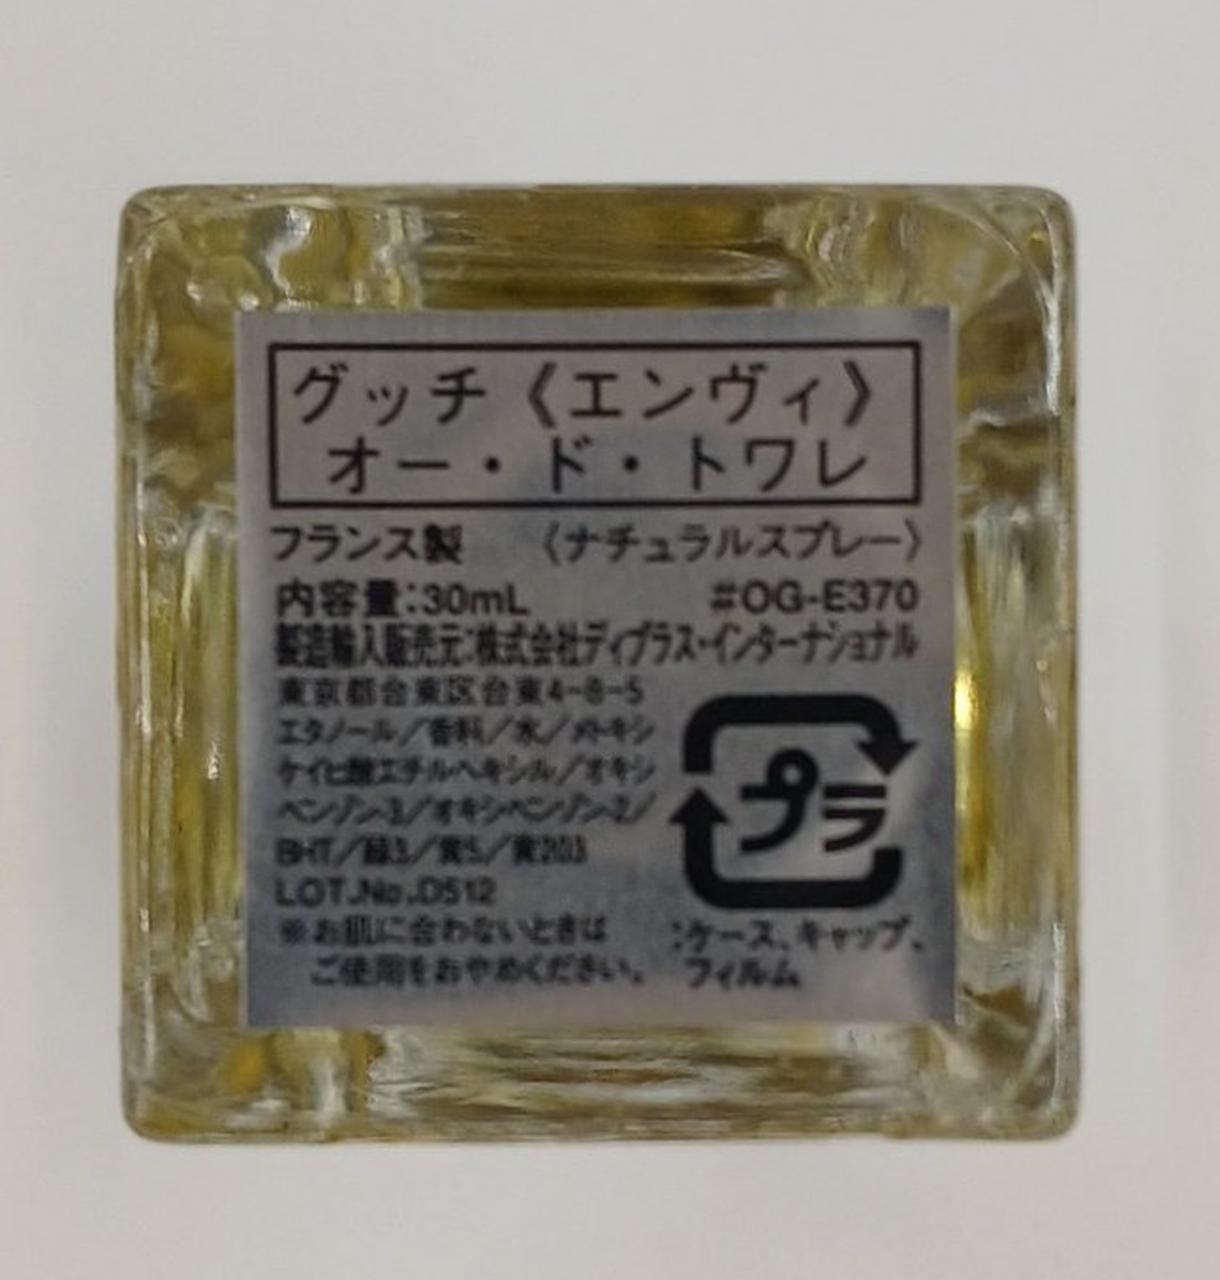 グッチ《エンヴィ》
オー・ド・トワレ
フランス製 〈ナチュラルスプレー〉
内容量:30mL #OG-E370
製造輸入販売元:株式会社ディプラス・インターナショナル
東京都台東区台東4-8-5
エタノール/香料/水/メトキシ
ケイヒ酸エチルヘキシル/オキシ
ベンゾン-3/オキシベンゾン-2/
BHT/緑3/黄5/黄203
LOT.No.D512
※お肌に合わないときは
ご使用をおやめください。
プラ
:ケース、キャップ、
フィルム